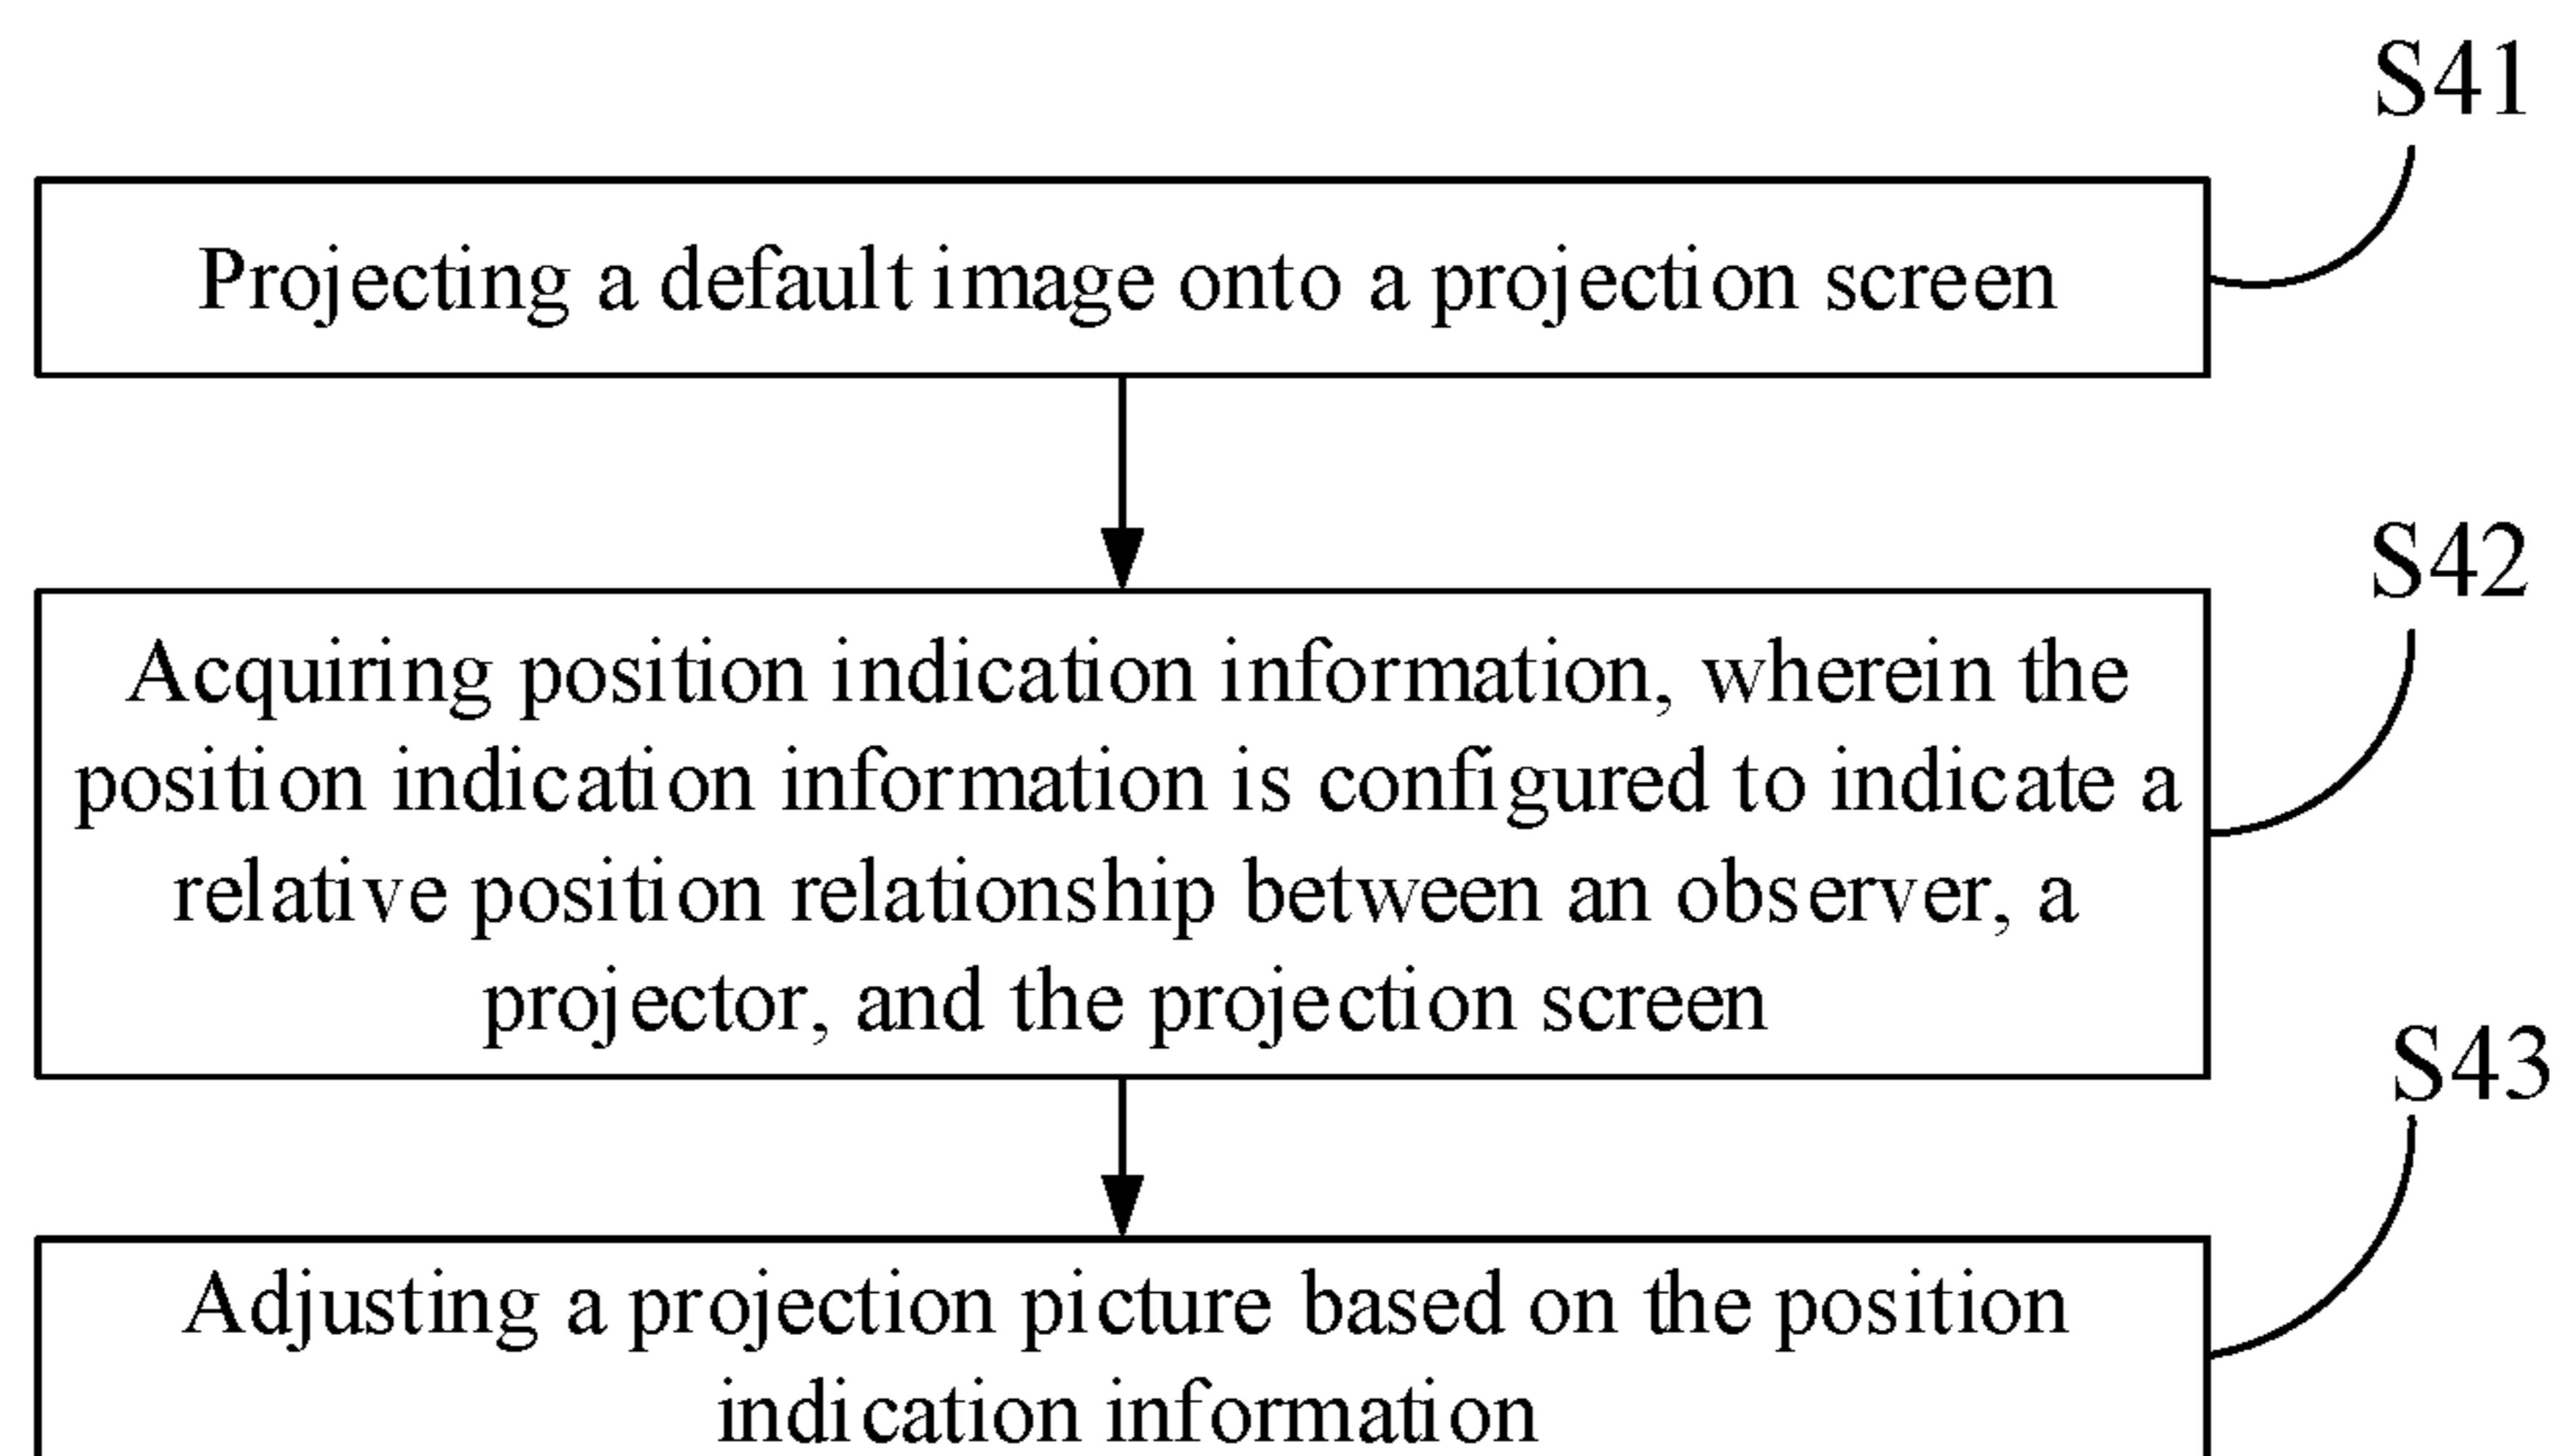 S41
Projecting a default image onto a projection screen
S42
Acquiring position indication information, wherein the
position indication information is configured to indicate a
relative position relationship between an observer, a
projector, and the projection screen
S43
Adjusting a projection picture based on the position
indication information